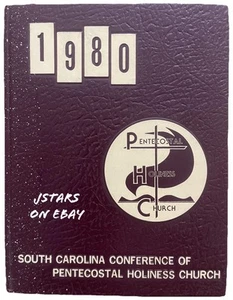 1980
PENTECOSTAL
HOLINESS
CHURCH
JSTARS
ON EBAY
SOUTH CAROLINA CONFERENCE OF
PENTECOSTAL HOLINESS CHURCH